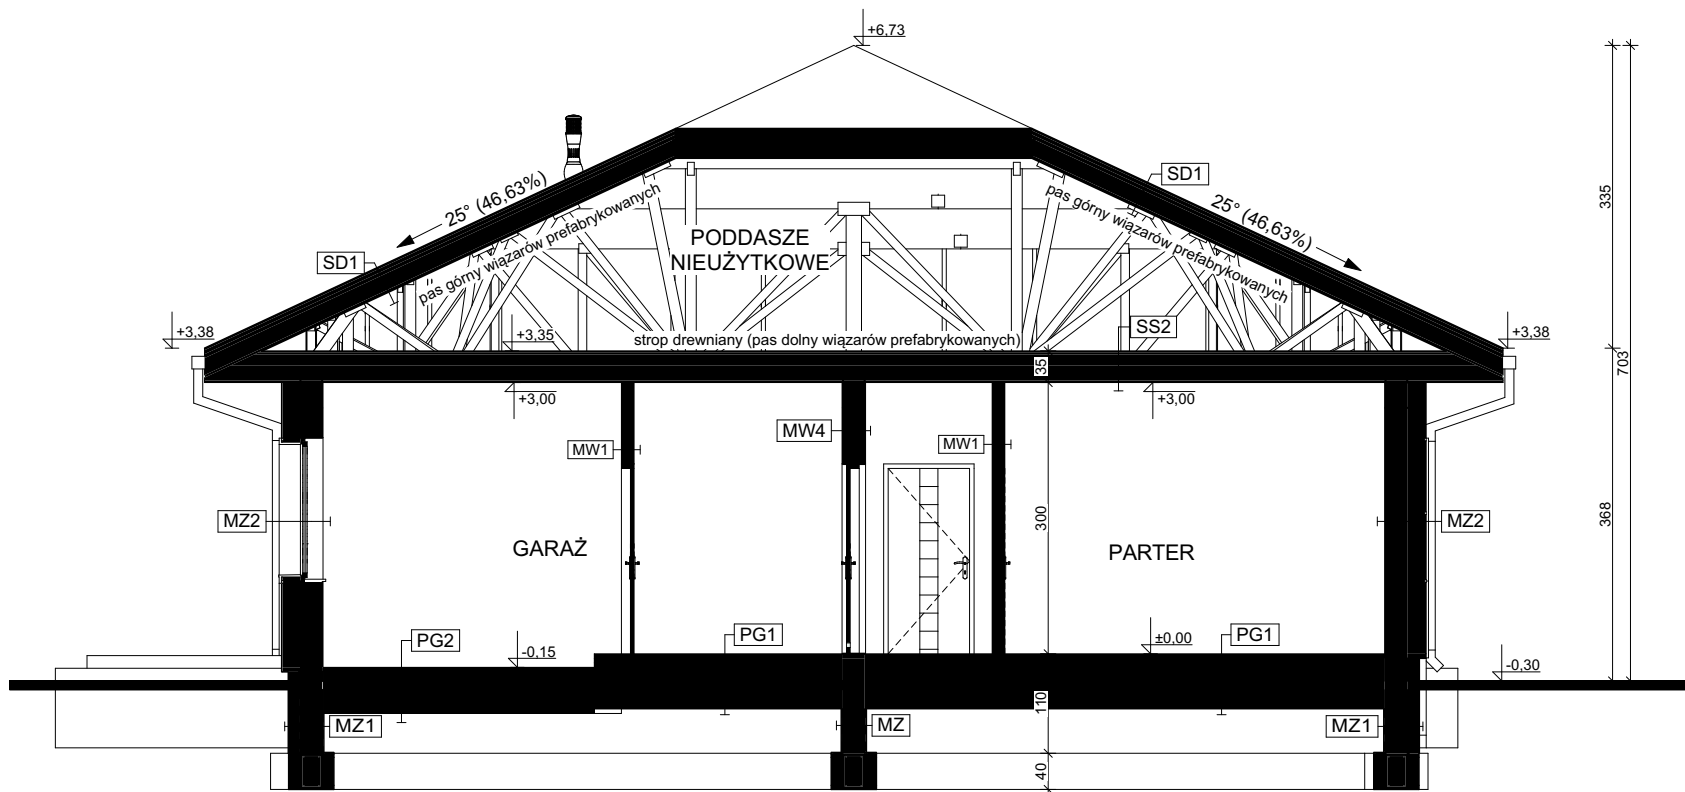 +6,73
SD1
25° (46,63%)
pas górny wiązarów prefabrykowanych
PODDASZE
NIEUŻYTKOWE
pas górny wiązarów prefabrykowanych
25° (46,63%)
335
SD1
+3,38
+3,35
strop drewniany (pas dolny wiązarów prefabrykowanych)
SS2
+3,38
35
703
+3,00
+3,00
MW1
MW4
MW1
MZ2
GARAŻ
300
PARTER
MZ2
368
PG2
-0,15
PG1
±0,00
PG1
-0,30
MZ1
MZ
110
MZ1
40